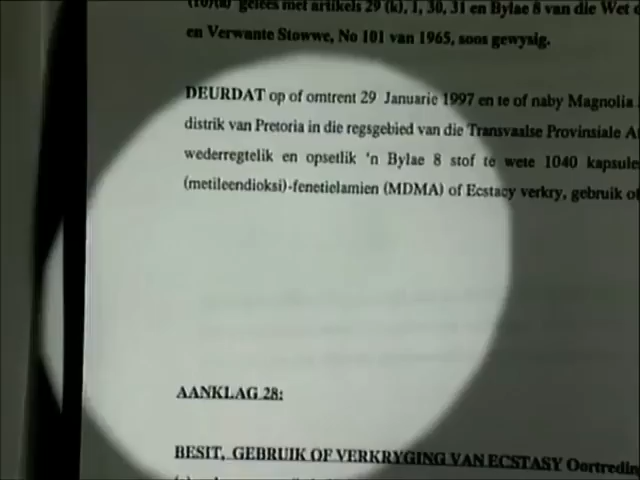 (10)(a) gelees met artikels 29 (k), 1, 30, 31 en Bylae 8 van die Wet
en Verwante Stowwe, No 101 van 1965, soos gewysig.
DEURDAT op of omtrent 29 Januarie 1997 en te of naby Magnolia
distrik van Pretoria in die regsgebied van die Transvaalse Provinsiale
wederregtelik en opsetlik 'n Bylae 8 stof te wete 1040 kapsule
(metileendioksi)-fenetielamien (MDMA) of Ecstacy verkry, gebruik
AANKLAG 28:
BESIT, GEBRUIK OF VERKRYGING VAN ECSTASY Oortreding